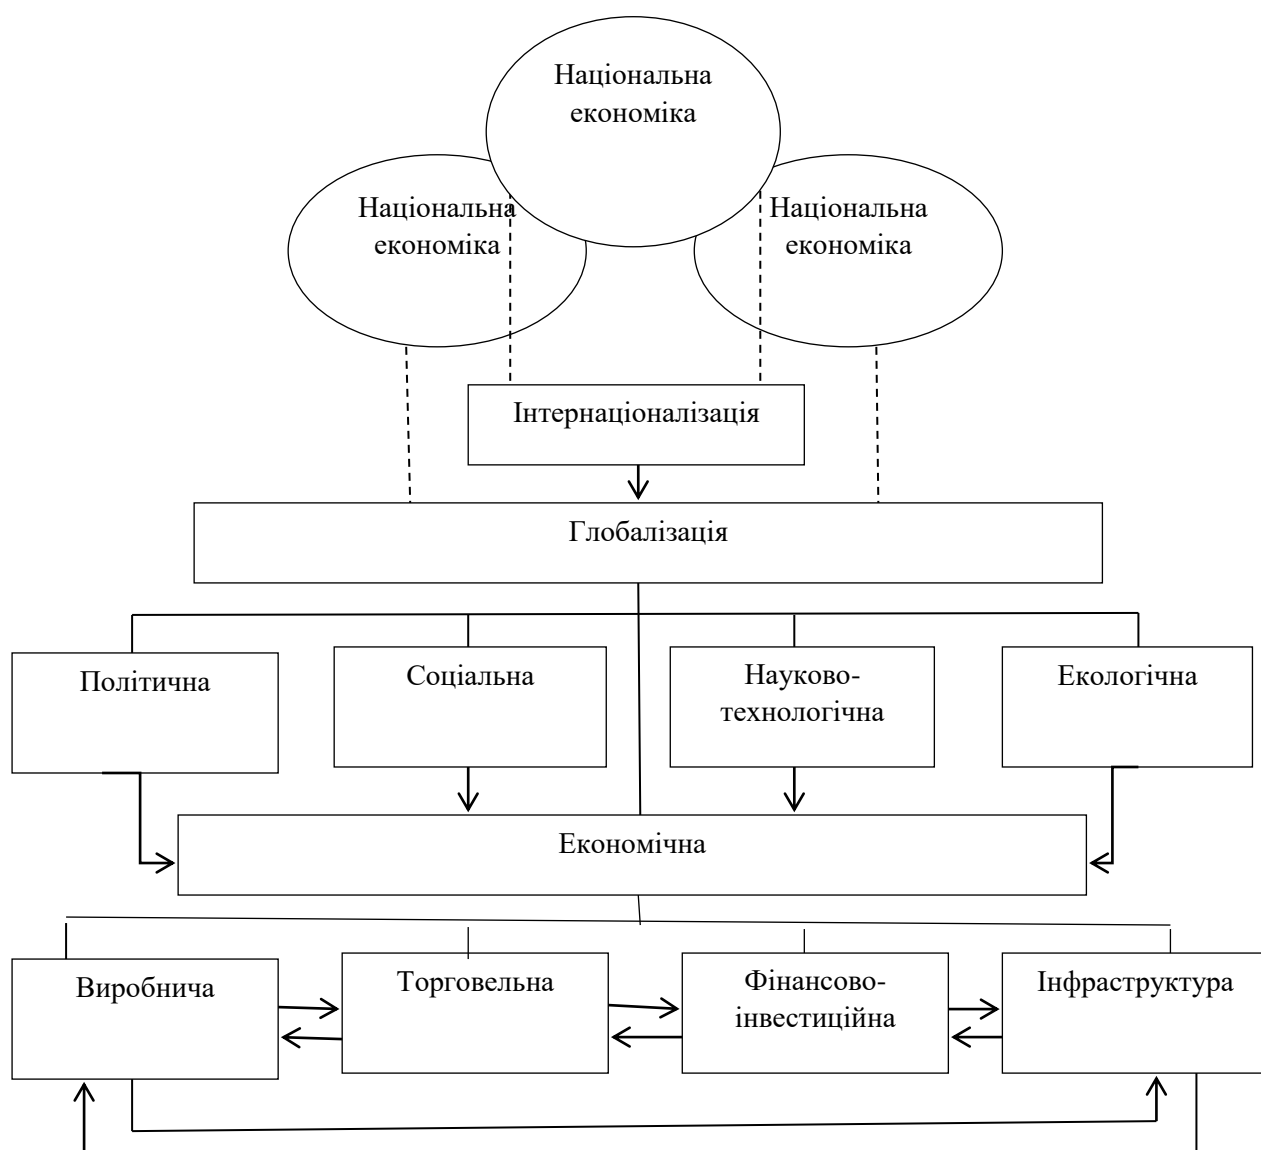 Національна
економіка
Національна
економіка
Національна
економіка
Інтернаціоналізація
Глобалізація
Політична
Соціальна
Науково-
технологічна
Екологічна
Економічна
Виробнича
Торговельна
Фінансово-
інвестиційна
Інфраструктура